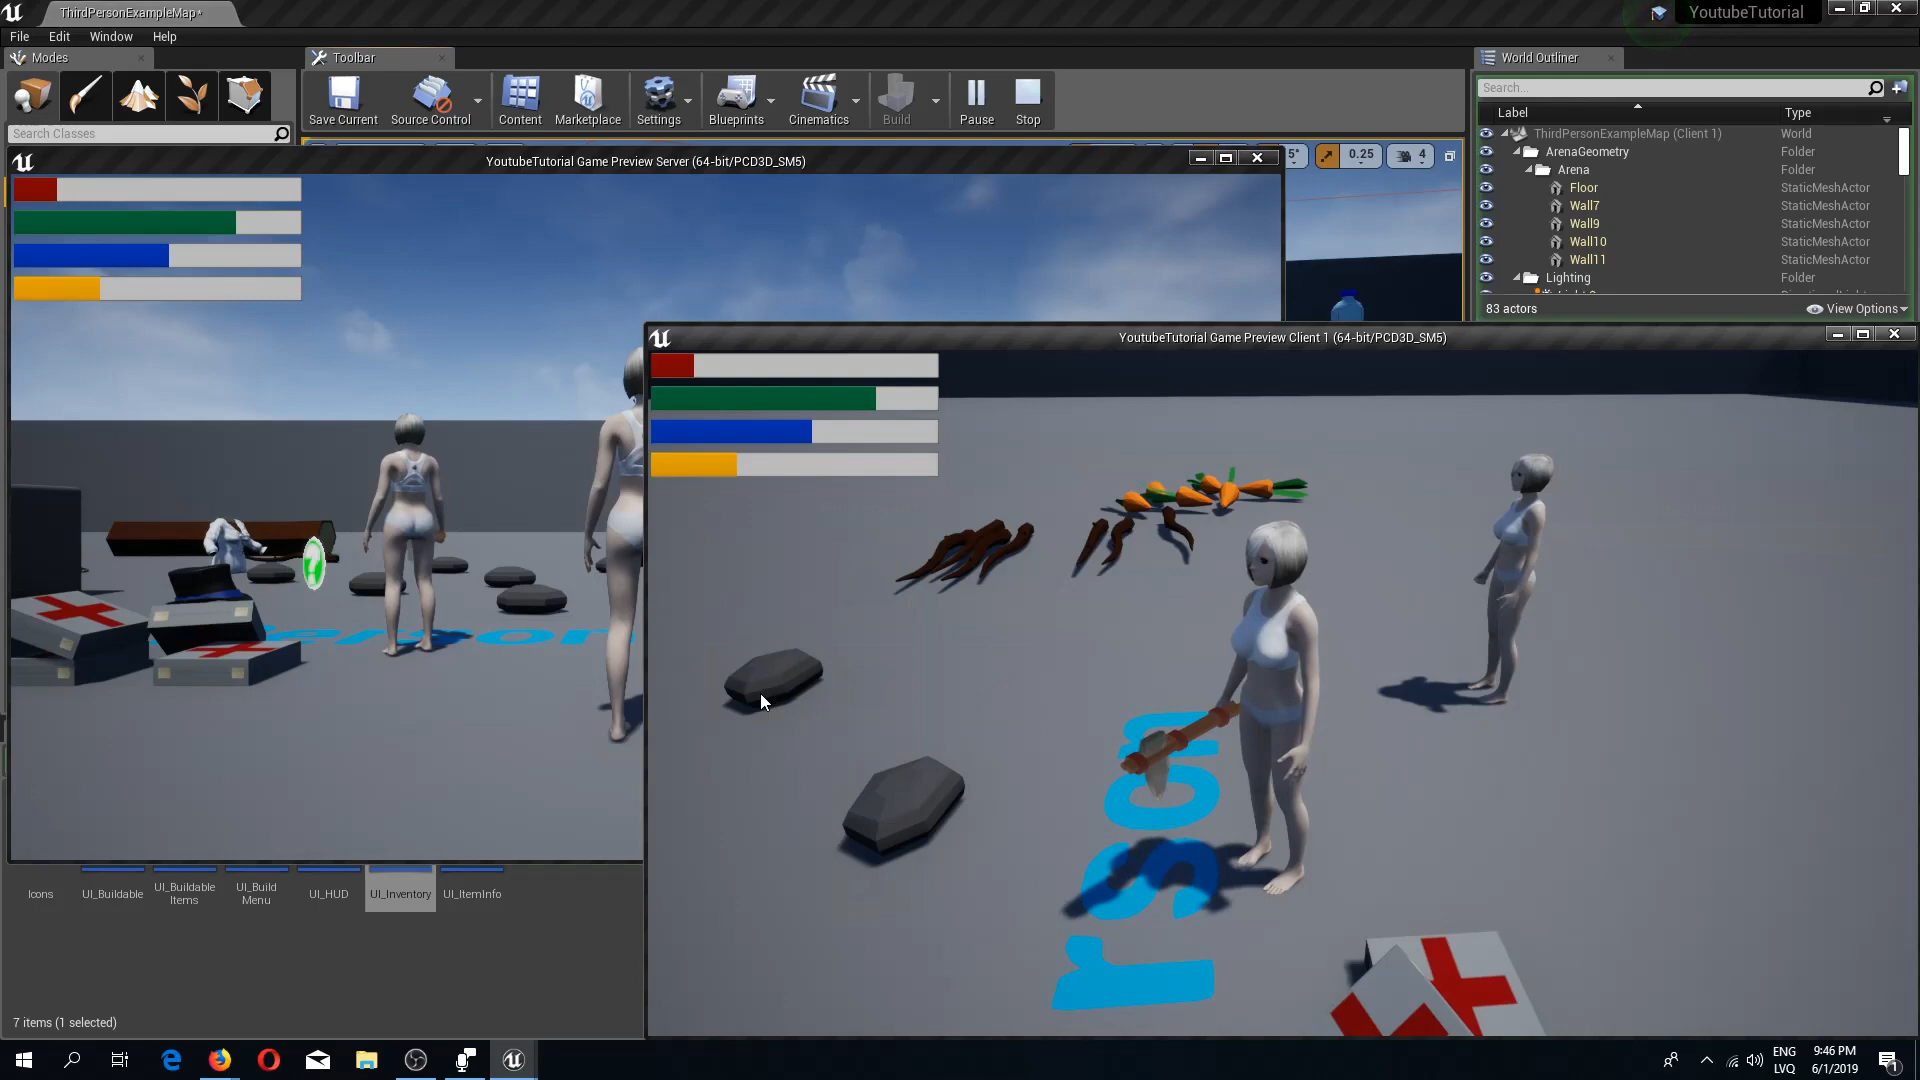 ThirdPersonExampleMap*
YoutubeTutorial
File Edit Window Help
Modes
Toolbar
World Outliner
Search Classes
Save Current
Source Control
Content
Marketplace
Settings
Blueprints
Cinematics
Build
Pause
Stop
Search...
Label Type
ThirdPersonExampleMap (Client 1) World
ArenaGeometry Folder
Arena Folder
Floor StaticMeshActor
Wall7 StaticMeshActor
Wall9 StaticMeshActor
Wall10 StaticMeshActor
Wall11 StaticMeshActor
Lighting Folder
83 actors
View Options
YoutubeTutorial Game Preview Server (64-bit/PCD3D_SM5)
5°
0.25
4
YoutubeTutorial Game Preview Client 1 (64-bit/PCD3D_SM5)
Icons
UI_Buildable
UI_Buildable
Items
UI_Build
Menu
UI_HUD
UI_Inventory
UI_ItemInfo
7 items (1 selected)
ENG
LVQ
9:46 PM
6/1/2019
1